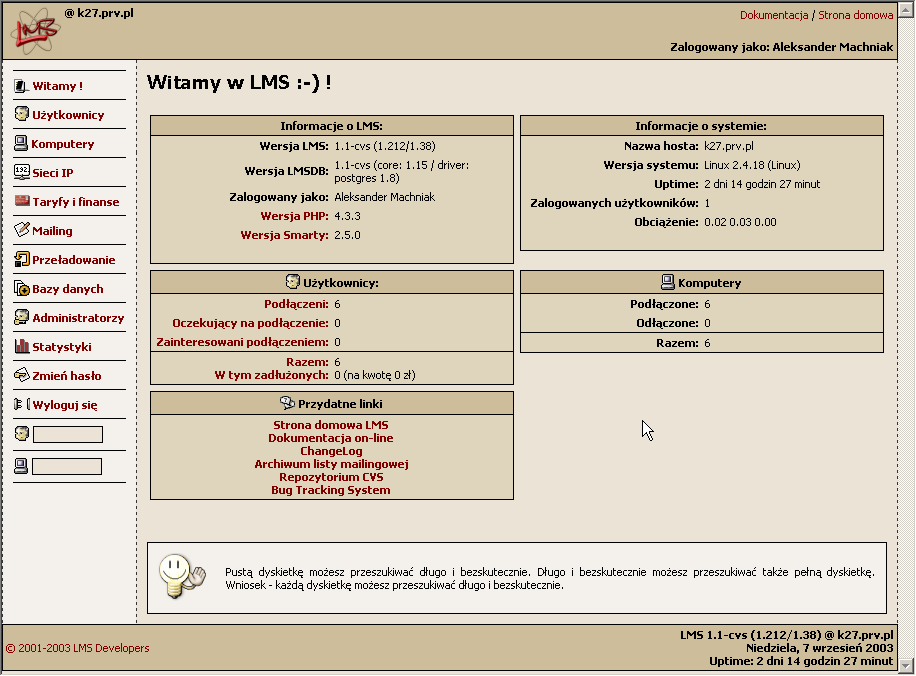 LMS
@ k27.prv.pl
Dokumentacja / Strona domowa
Zalogowany jako: Aleksander Machniak
Witamy !
Użytkownicy
Komputery
192
Sieci IP
Taryfy i finanse
Mailing
Przeładowanie
Bazy danych
Administratorzy
Statystyki
Zmień hasło
Wyloguj się
Witamy w LMS :-) !
Informacje o LMS:
Wersja LMS: 1.1-cvs (1.212/1.38)
Wersja LMSDB: 1.1-cvs (core: 1.15 / driver:
postgres 1.8)
Zalogowany jako: Aleksander Machniak
Wersja PHP: 4.3.3
Wersja Smarty: 2.5.0
Informacje o systemie:
Nazwa hosta: k27.prv.pl
Wersja systemu: Linux 2.4.18 (Linux)
Uptime: 2 dni 14 godzin 27 minut
Zalogowanych użytkowników: 1
Obciążenie: 0.02 0.03 0.00
Użytkownicy:
Podłączeni: 6
Oczekujący na podłączenie: 0
Zainteresowani podłączeniem: 0
Razem: 6
W tym zadłużonych: 0 (na kwotę 0 zł)
Komputery
Podłączone: 6
Odłączone: 0
Razem: 6
Przydatne linki
Strona domowa LMS
Dokumentacja on-line
ChangeLog
Archiwum listy mailingowej
Repozytorium CVS
Bug Tracking System
Pustą dyskietkę możesz przeszukiwać długo i bezskutecznie. Długo i bezskutecznie możesz przeszukiwać także pełną dyskietkę.
Wniosek - każdą dyskietkę możesz przeszukiwać długo i bezskutecznie.
© 2001-2003 LMS Developers
LMS 1.1-cvs (1.212/1.38) @ k27.prv.pl
Niedziela, 7 wrzesień 2003
Uptime: 2 dni 14 godzin 27 minut